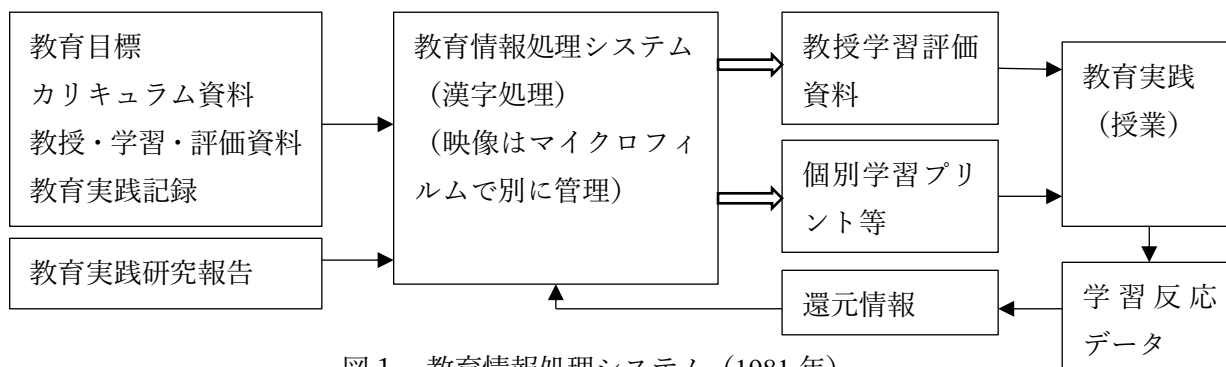 教育目標
カリキュラム資料
教授・学習・評価資料
教育実践記録
教育実践研究報告
教育情報処理システム
（漢字処理）
（映像はマイクロフィ
ルムで別に管理）
教授学習評価
資料
個別学習プリ
ント等
教育実践
（授業）
学習反応
データ
還元情報
図１　教育情報処理システム（1981 年）